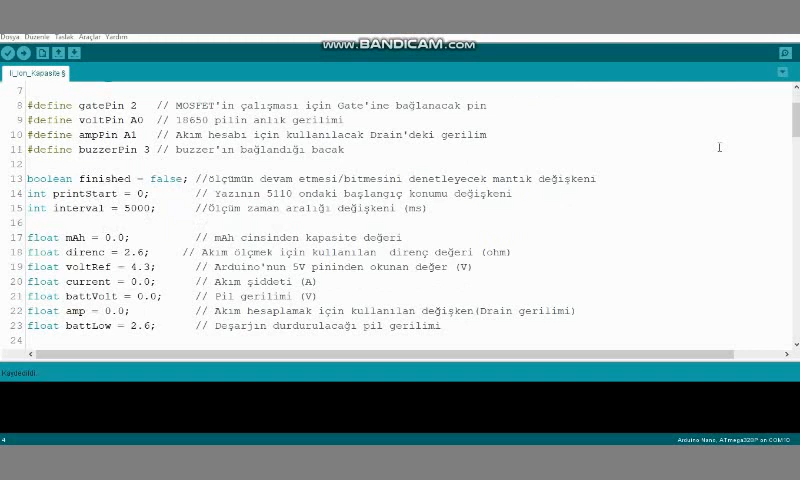 www.BANDICAM.com
Dosya Düzenle Taslak Araçlar Yardım
li_Ion_Kapasite §
7
8 #define gatePin 2 // MOSFET'in çalışması için Gate'ine bağlanacak pin
9 #define voltPin A0 // 18650 pilin anlık gerilimi
10 #define ampPin A1 // Akım hesabı için kullanılacak Drain'deki gerilim
11 #define buzzerPin 3 // buzzer'ın bağlandığı bacak
12
13 boolean finished = false; //ölçümün devam etmesi/bitmesini denetleyecek mantık değişkeni
14 int printStart = 0; // Yazının 5110 ondaki başlangıç konumu değişkeni
15 int interval = 5000; //Ölçüm zaman aralığı değişkeni (ms)
16
17 float mAh = 0.0; // mAh cinsinden kapasite değeri
18 float direnc = 2.6; // Akım ölçmek için kullanılan direnç değeri (ohm)
19 float voltRef = 4.3; // Arduino'nun 5V pininden okunan değer (V)
20 float current = 0.0; // Akım şiddeti (A)
21 float battVolt = 0.0; // Pil gerilimi (V)
22 float amp = 0.0; // Akım hesaplamak için kullanılan değişken(Drain gerilimi)
23 float battLow = 2.6; // Deşarjın durdurulacağı pil gerilimi
24
Kaydedildi.
4 Arduino Nano, ATmega328P on COM10